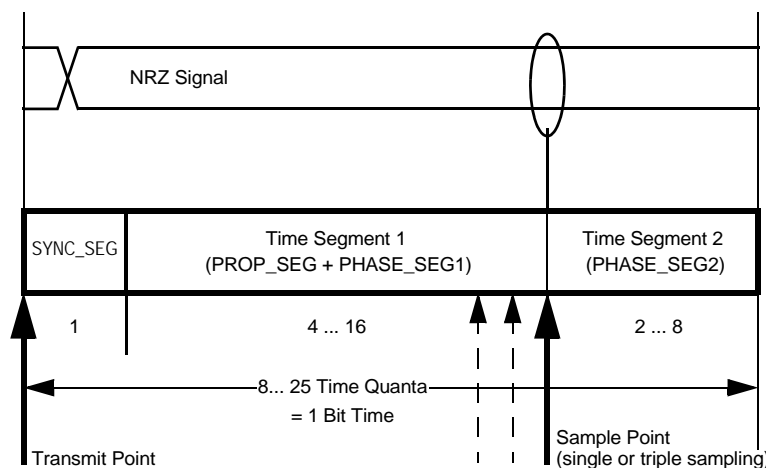 NRZ Signal
SYNC_SEG
Time Segment 1
(PROP_SEG + PHASE_SEG1)
Time Segment 2
(PHASE_SEG2)
1
4 ... 16
2 ... 8
8... 25 Time Quanta
= 1 Bit Time
Transmit Point
Sample Point
(single or triple sampling)